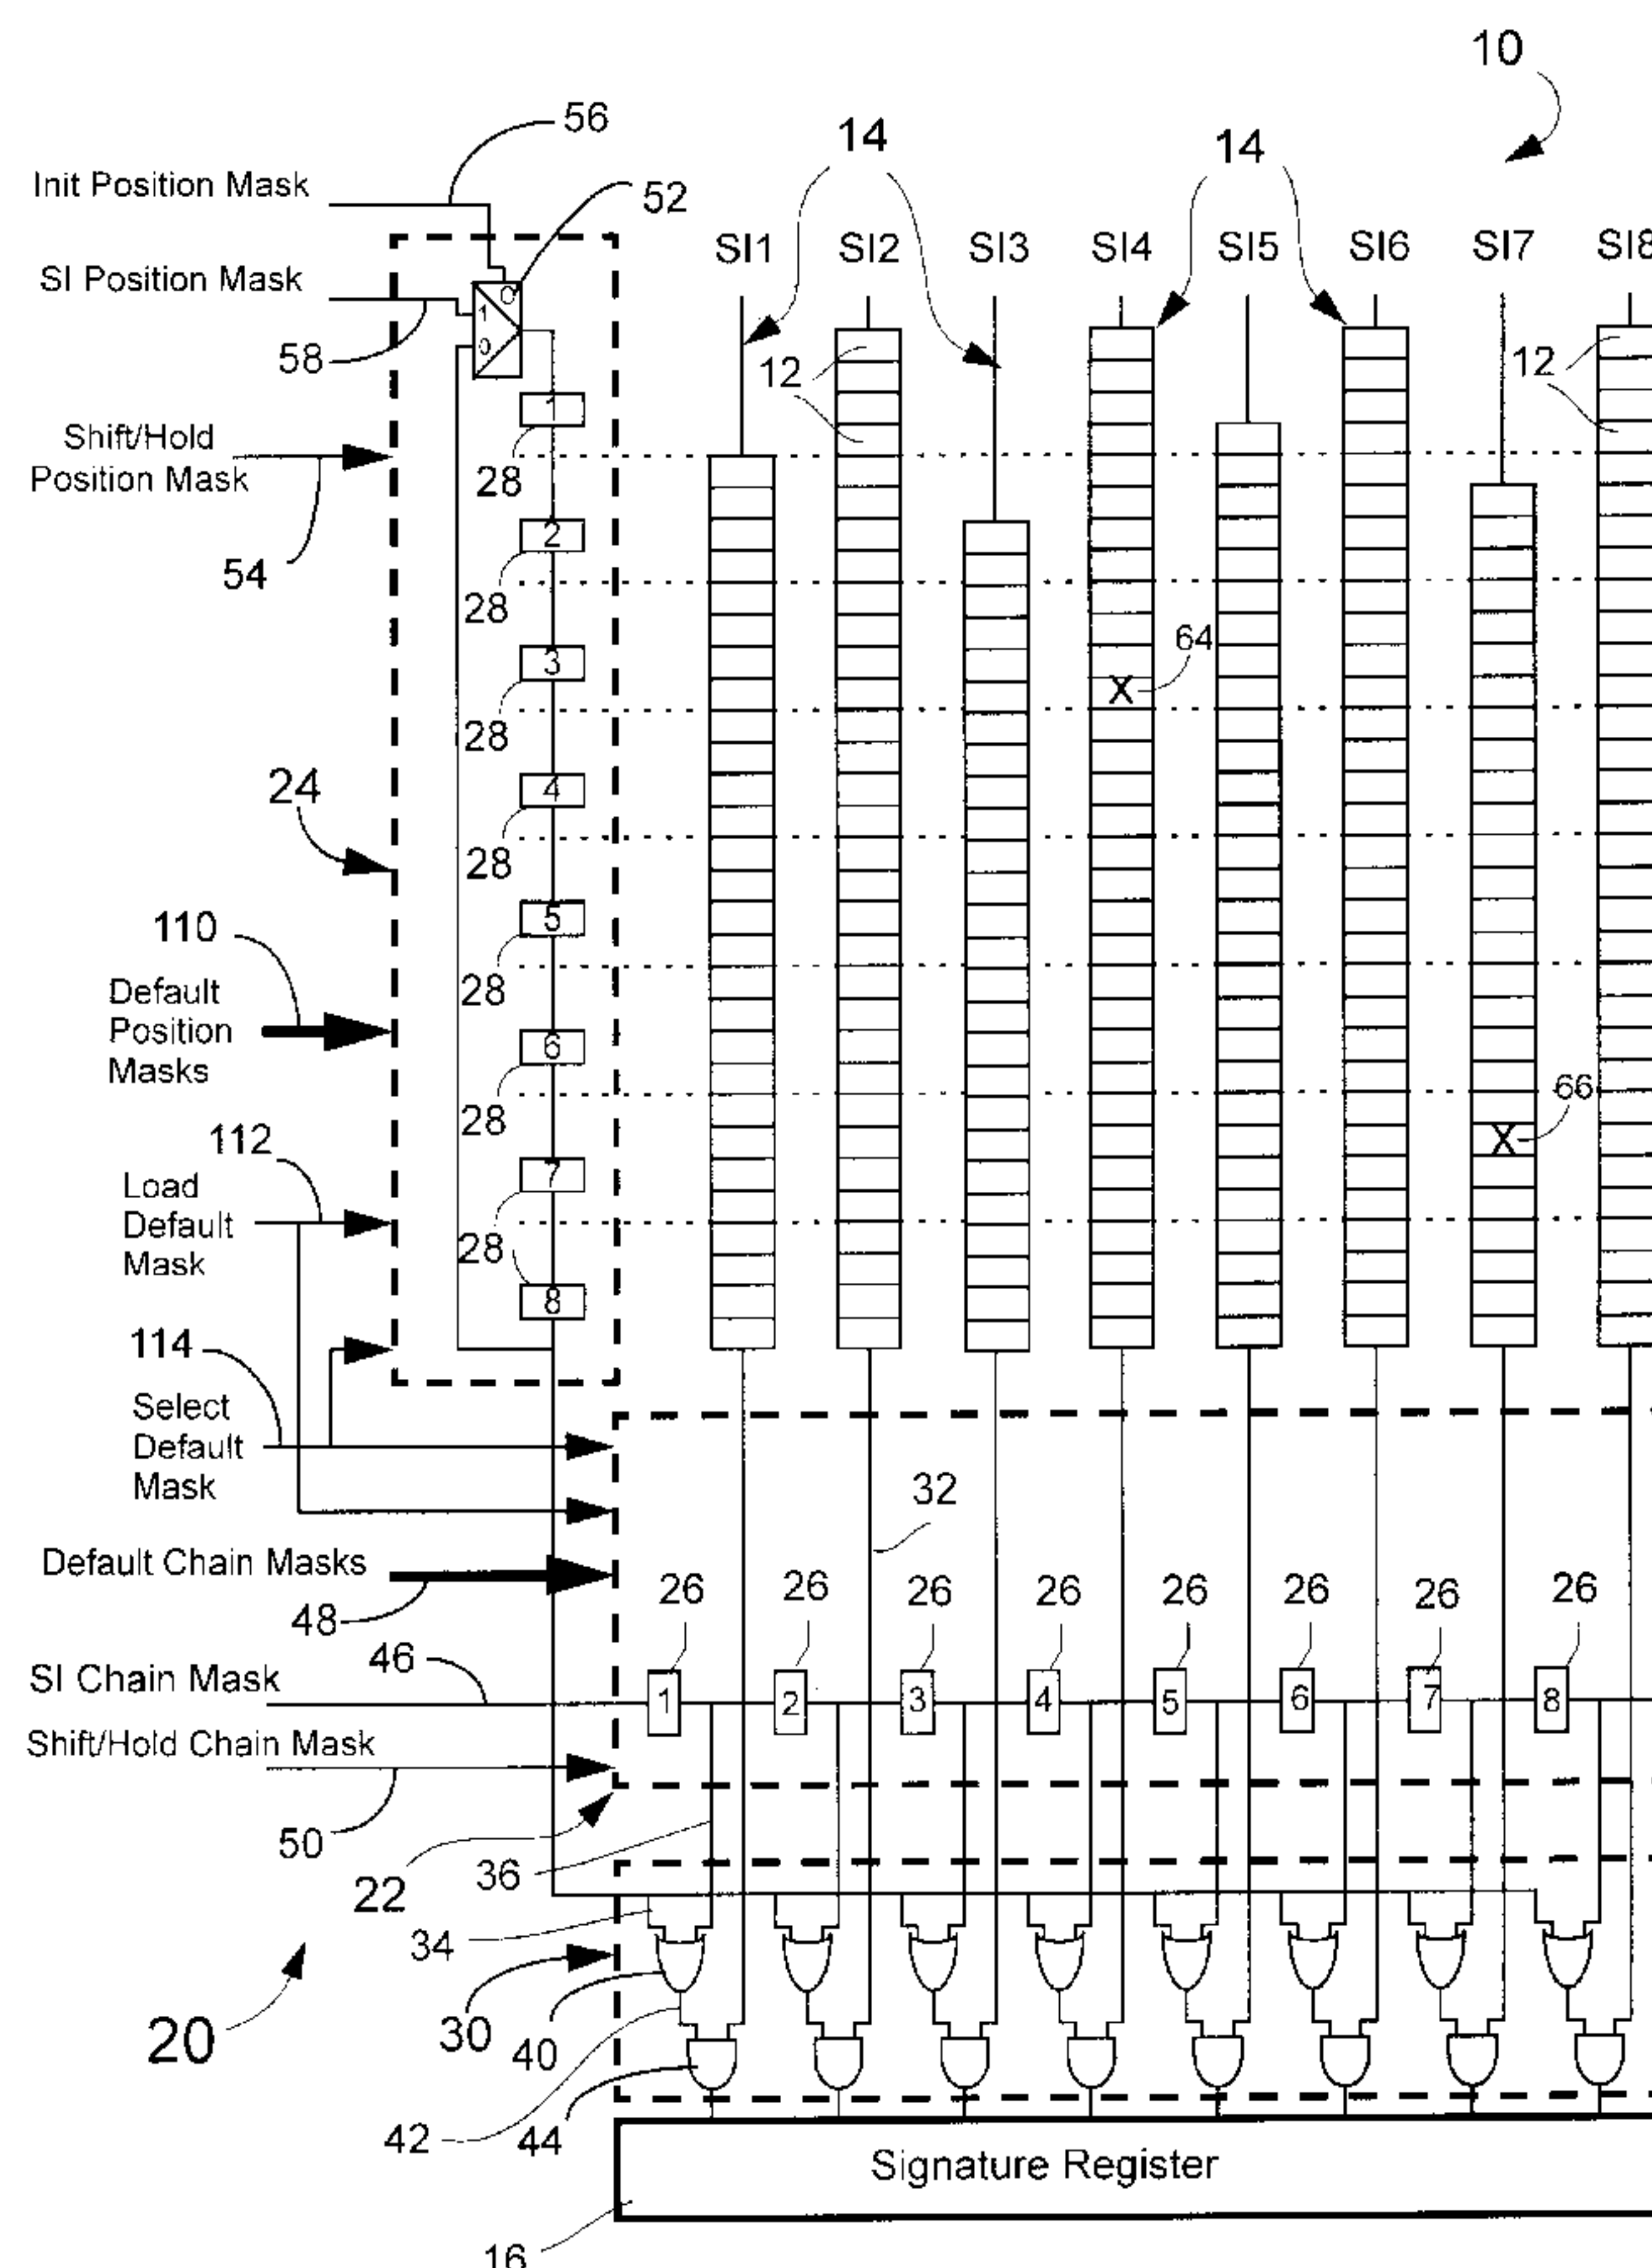 10
56
14
14
Init Position Mask
52
SI1 SI2 SI3 SI4 SI5 SI6 SI7 SI8
SI Position Mask
0
1
0
58
12
12
1
Shift/Hold
Position Mask
28
2
54
28
64
3
X
28
4
24
28
5
110
28
Default
Position
Masks
6
66
28
X
112
7
Load
Default
Mask
28
8
114
Select
Default
Mask
32
Default Chain Masks
48
26 26 26 26 26 26 26 26
46
SI Chain Mask
1 2 3 4 5 6 7 8
Shift/Hold Chain Mask
50
36
22
34
30
40
20
42
44
Signature Register
16